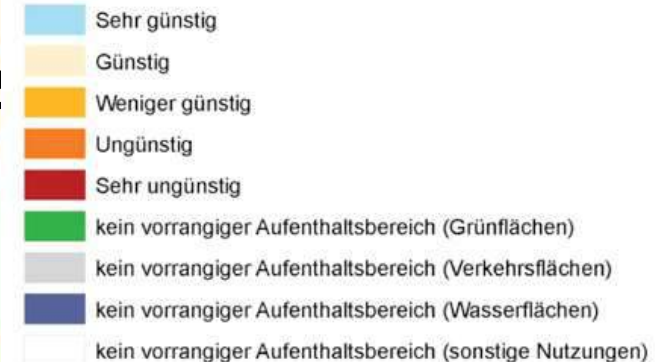 Sehr günstig
Günstig
Weniger günstig
Ungünstig
Sehr ungünstig
kein vorrangiger Aufenthaltsbereich (Grünflächen)
kein vorrangiger Aufenthaltsbereich (Verkehrsflächen)
kein vorrangiger Aufenthaltsbereich (Wasserflächen)
kein vorrangiger Aufenthaltsbereich (sonstige Nutzungen)